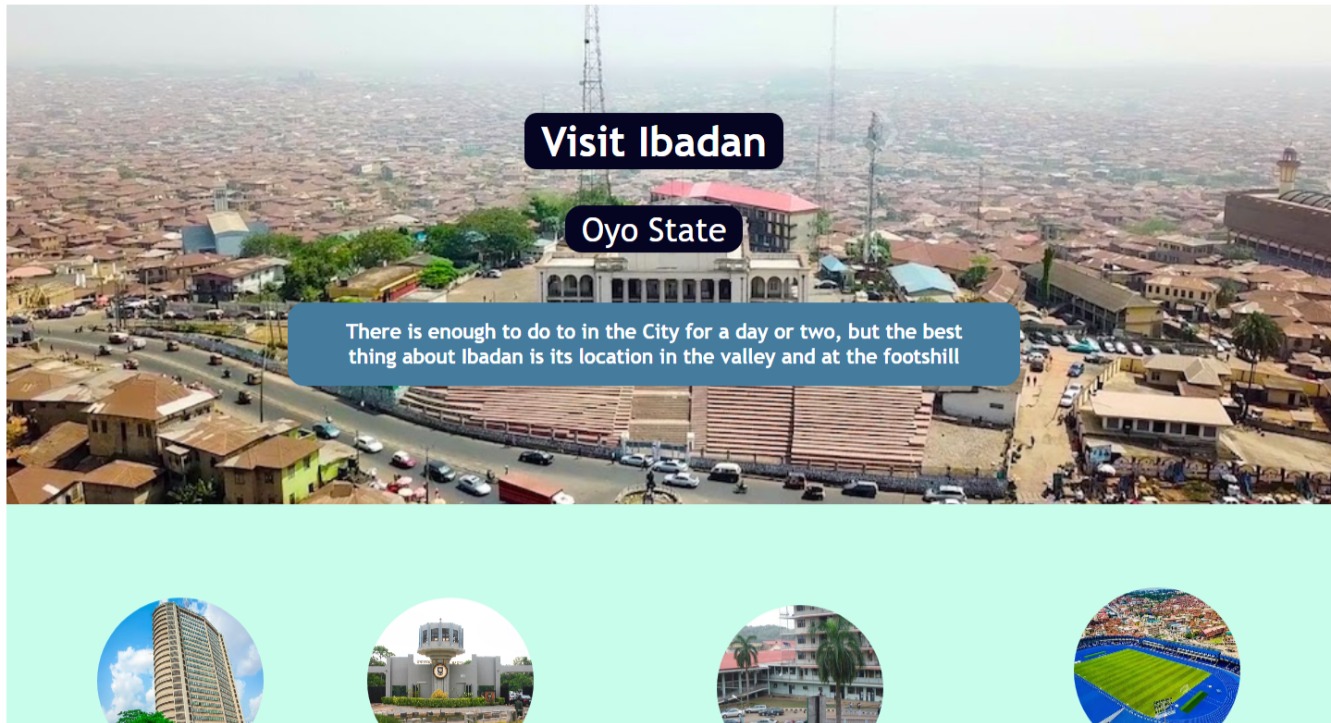 Visit Ibadan
Oyo State
There is enough to do to in the City for a day or two, but the best
thing about Ibadan is its location in the valley and at the footshill